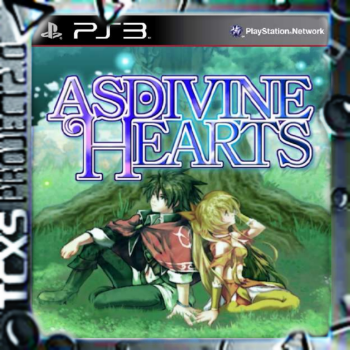 PS3
PlayStation Network
ASDIVINE
HEARTS
TCXS PROJECT 2.0